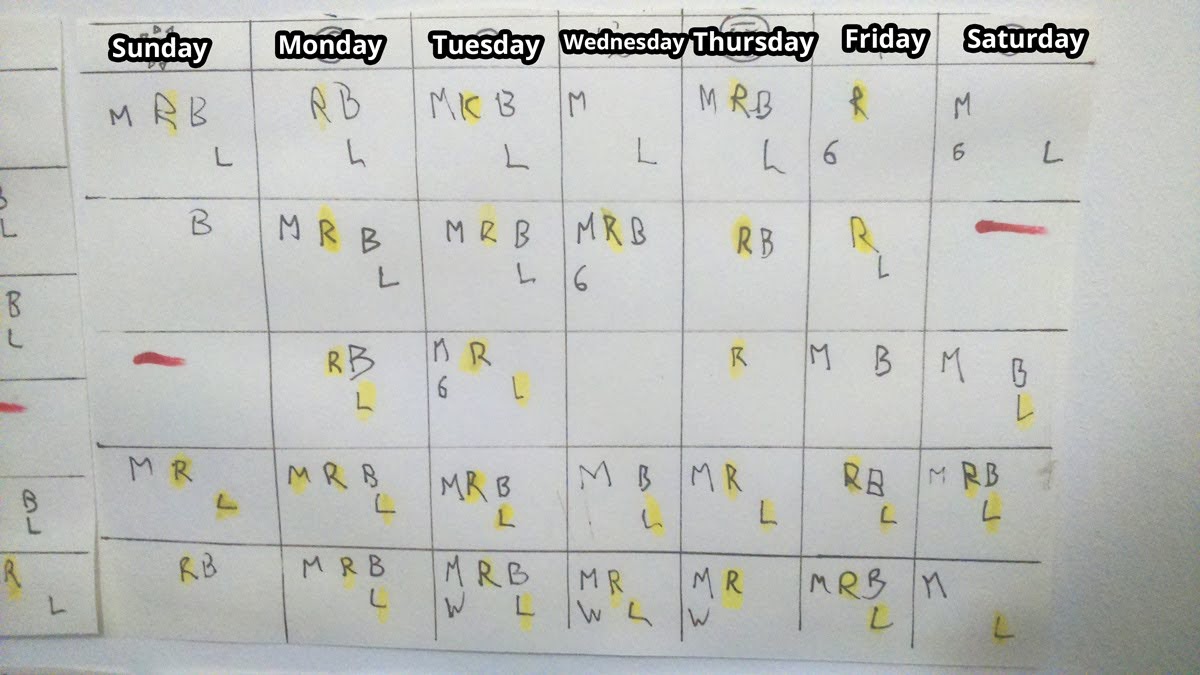 Sunday Monday Tuesday Wednesday Thursday Friday Saturday
M R B R B M K B M M R B R M
L L L L L 6 6 L
B M R B M R B M R B R B R
B L L L 6 L
R B M R R M B M B
B L 6 L L
L
M R M R B M R B M B M R R B M R B
B L L L L L L L
L
R B M R B M R B M R M R M R B M
R L W L W L W L L
L